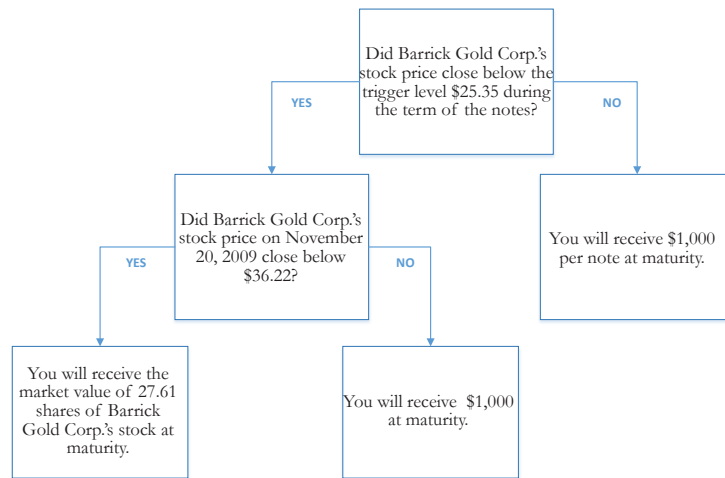 Did Barrick Gold Corp.'s
stock price close below the
trigger level $25.35 during
the term of the notes?
YES
NO
Did Barrick Gold Corp.'s
stock price on November
20, 2009 close below
$36.22?
You will receive $1,000
per note at maturity.
YES
NO
You will receive the
market value of 27.61
shares of Barrick
Gold Corp.'s stock at
maturity.
You will receive $1,000
at maturity.